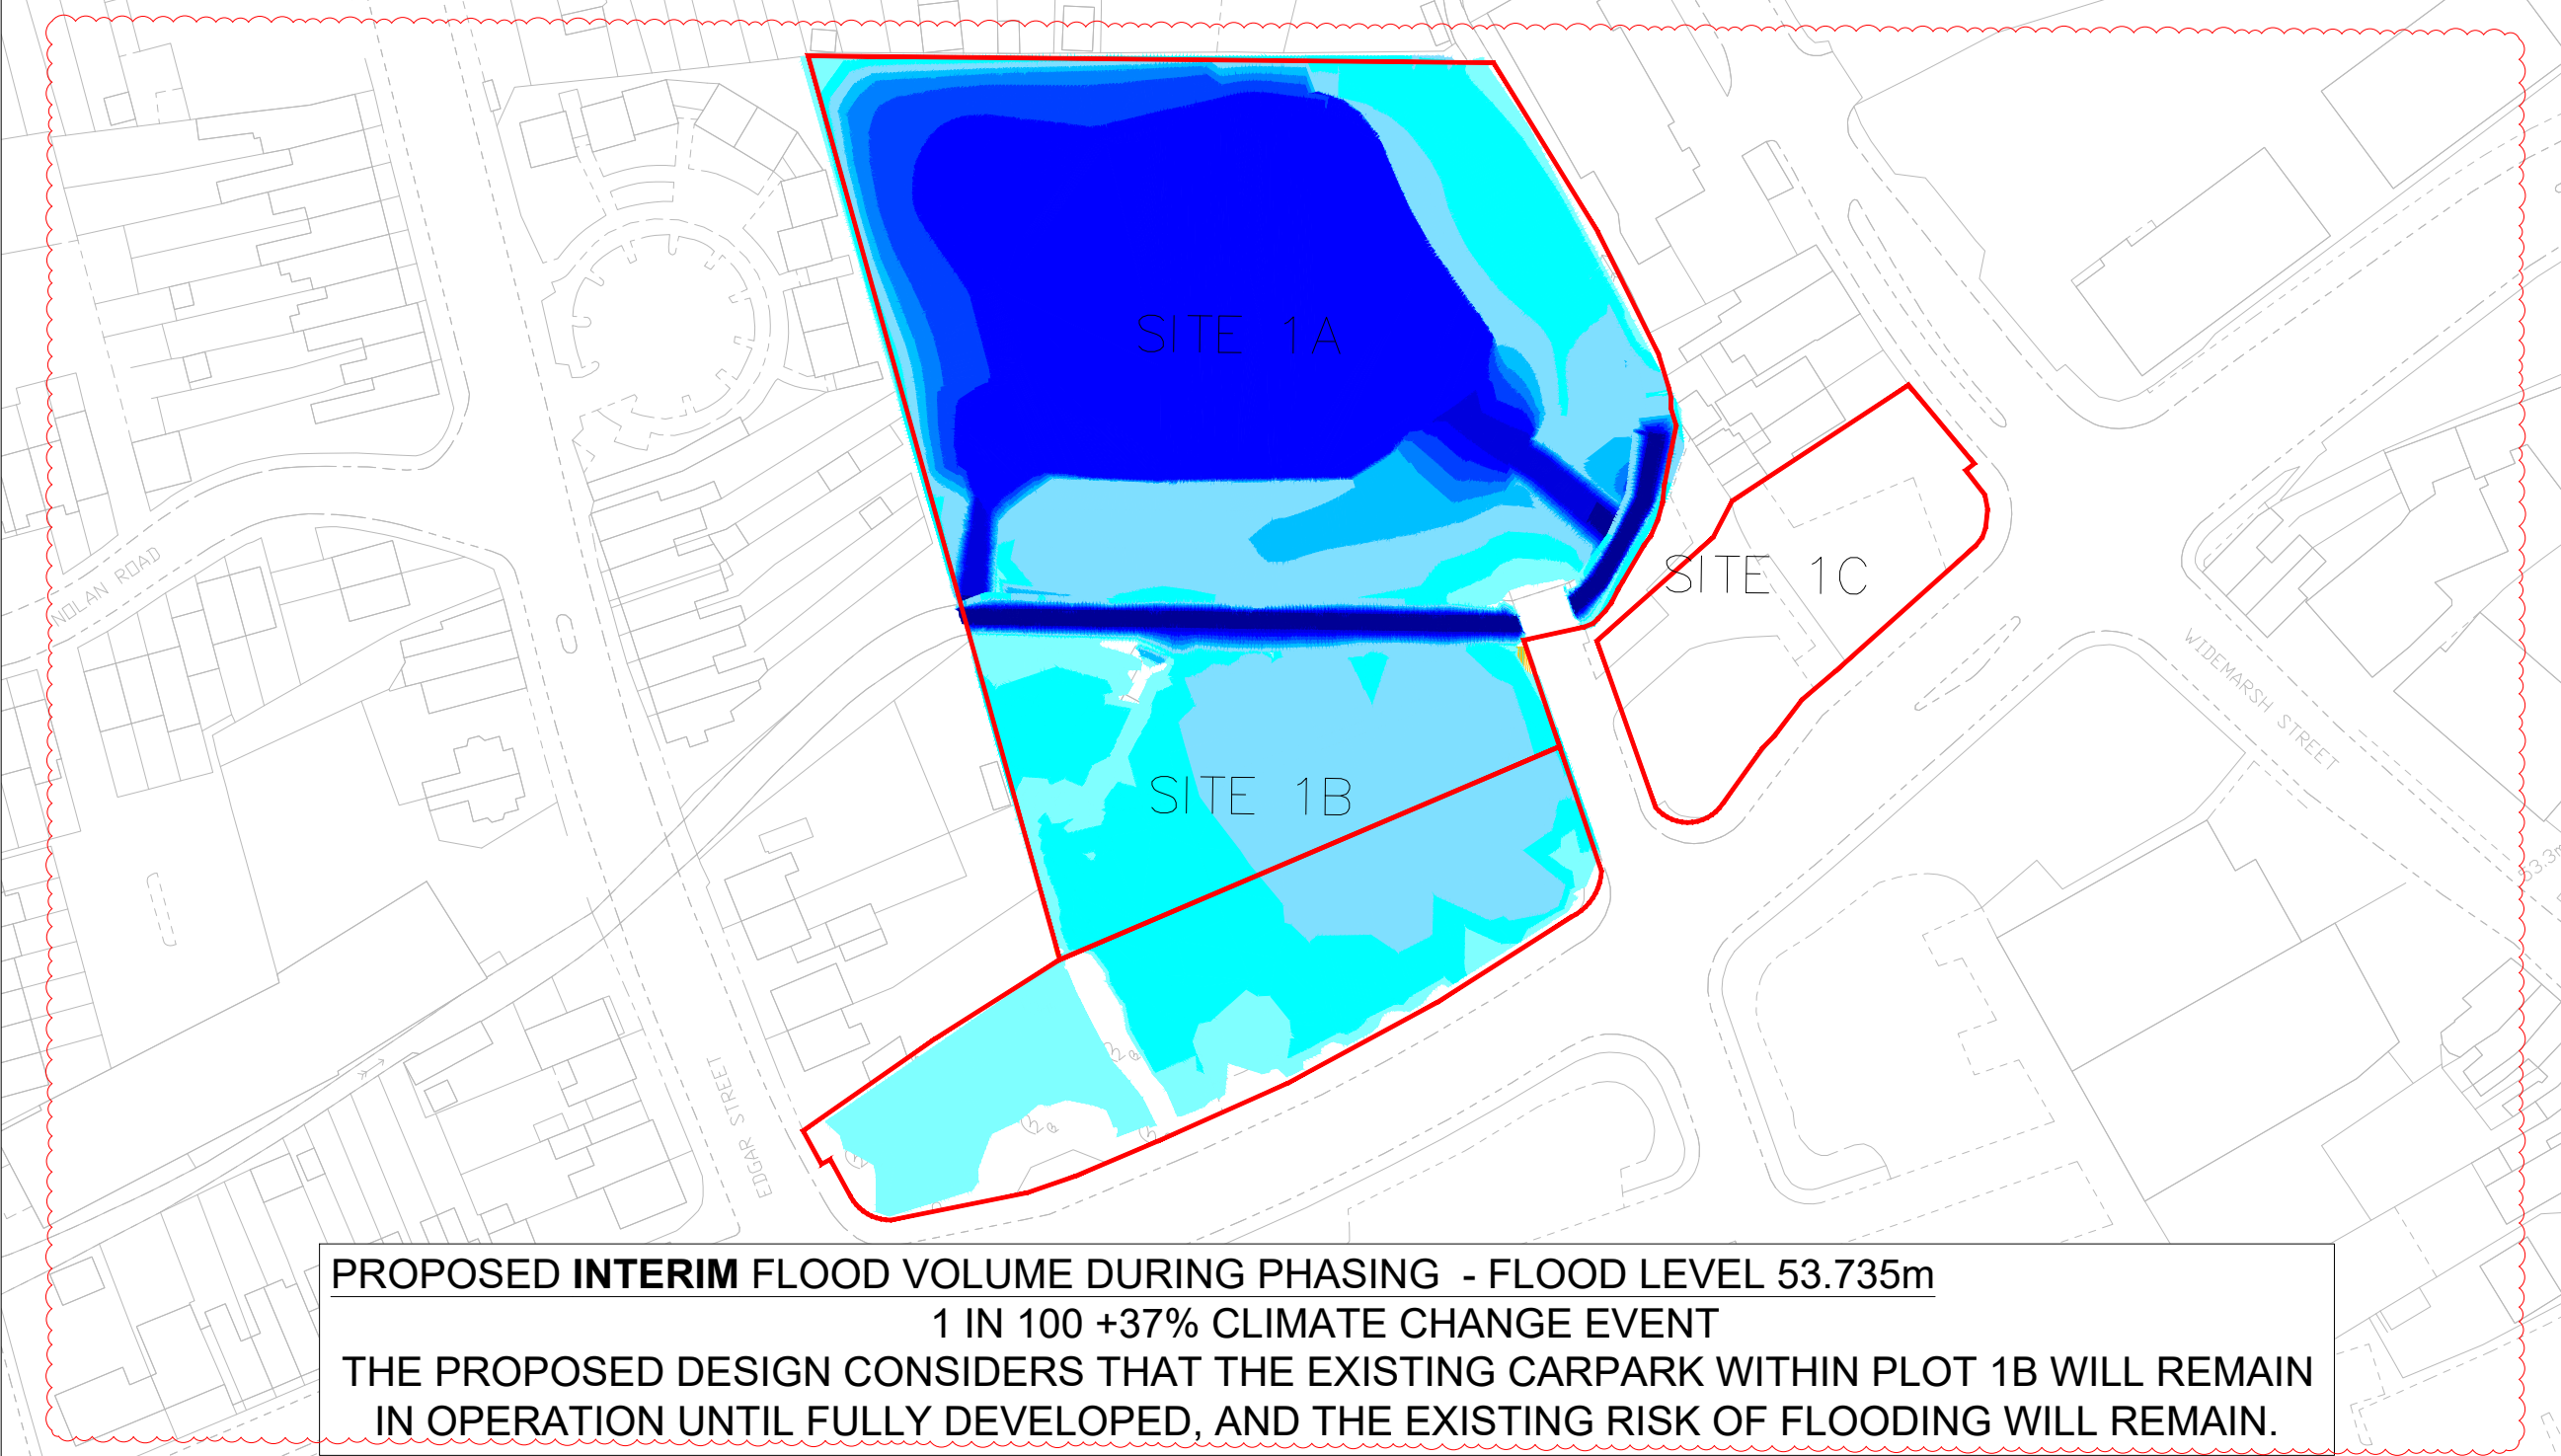 SITE 1A
NOLAN ROAD
SITE 1C
WIDEMARSH STREET
SITE 1B
EDGAR STREET
PROPOSED INTERIM FLOOD VOLUME DURING PHASING - FLOOD LEVEL 53.735m
1 IN 100 +37% CLIMATE CHANGE EVENT
THE PROPOSED DESIGN CONSIDERS THAT THE EXISTING CARPARK WITHIN PLOT 1B WILL REMAIN
IN OPERATION UNTIL FULLY DEVELOPED, AND THE EXISTING RISK OF FLOODING WILL REMAIN.